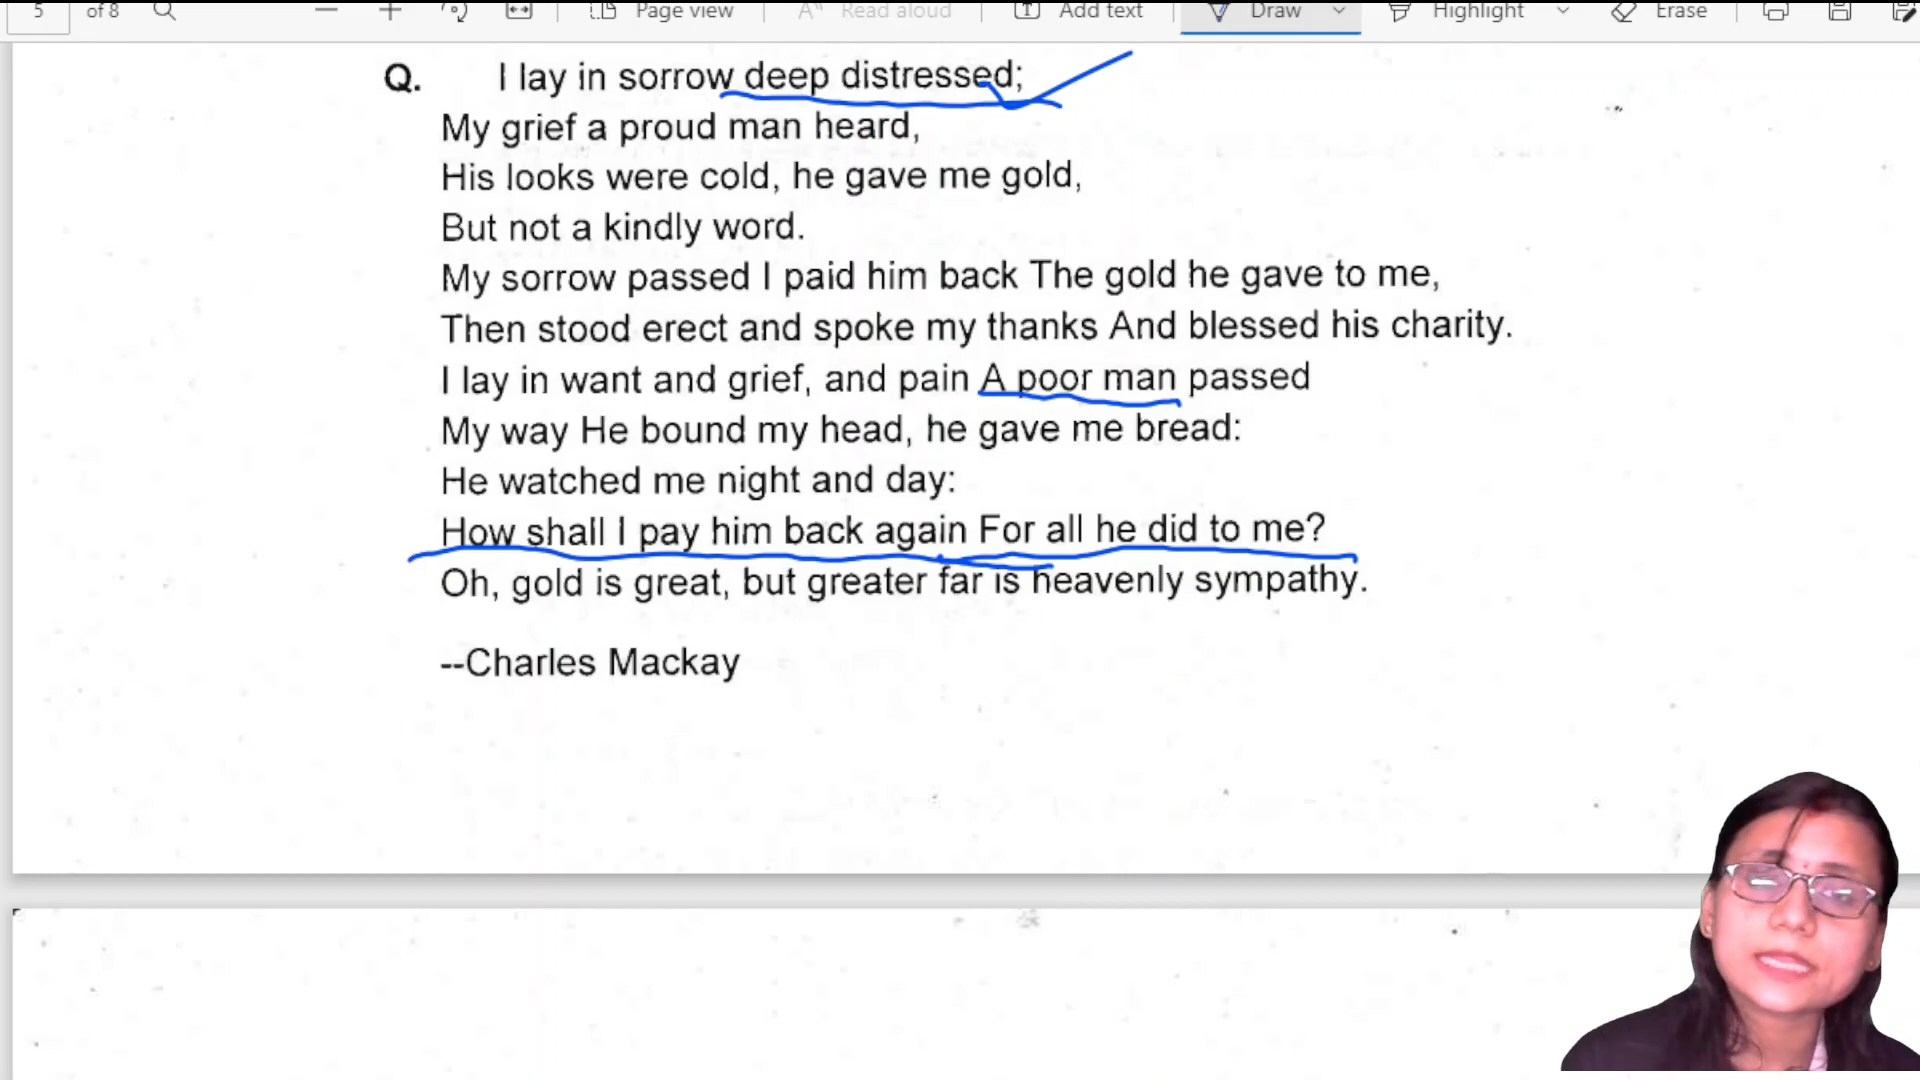 5 of 8 Page view Read aloud Add text Draw Highlight Erase
Q. I lay in sorrow deep distressed;
My grief a proud man heard,
His looks were cold, he gave me gold,
But not a kindly word.
My sorrow passed I paid him back The gold he gave to me,
Then stood erect and spoke my thanks And blessed his charity.
I lay in want and grief, and pain A poor man passed
My way He bound my head, he gave me bread:
He watched me night and day:
How shall I pay him back again For all he did to me?
Oh, gold is great, but greater far is heavenly sympathy.
--Charles Mackay